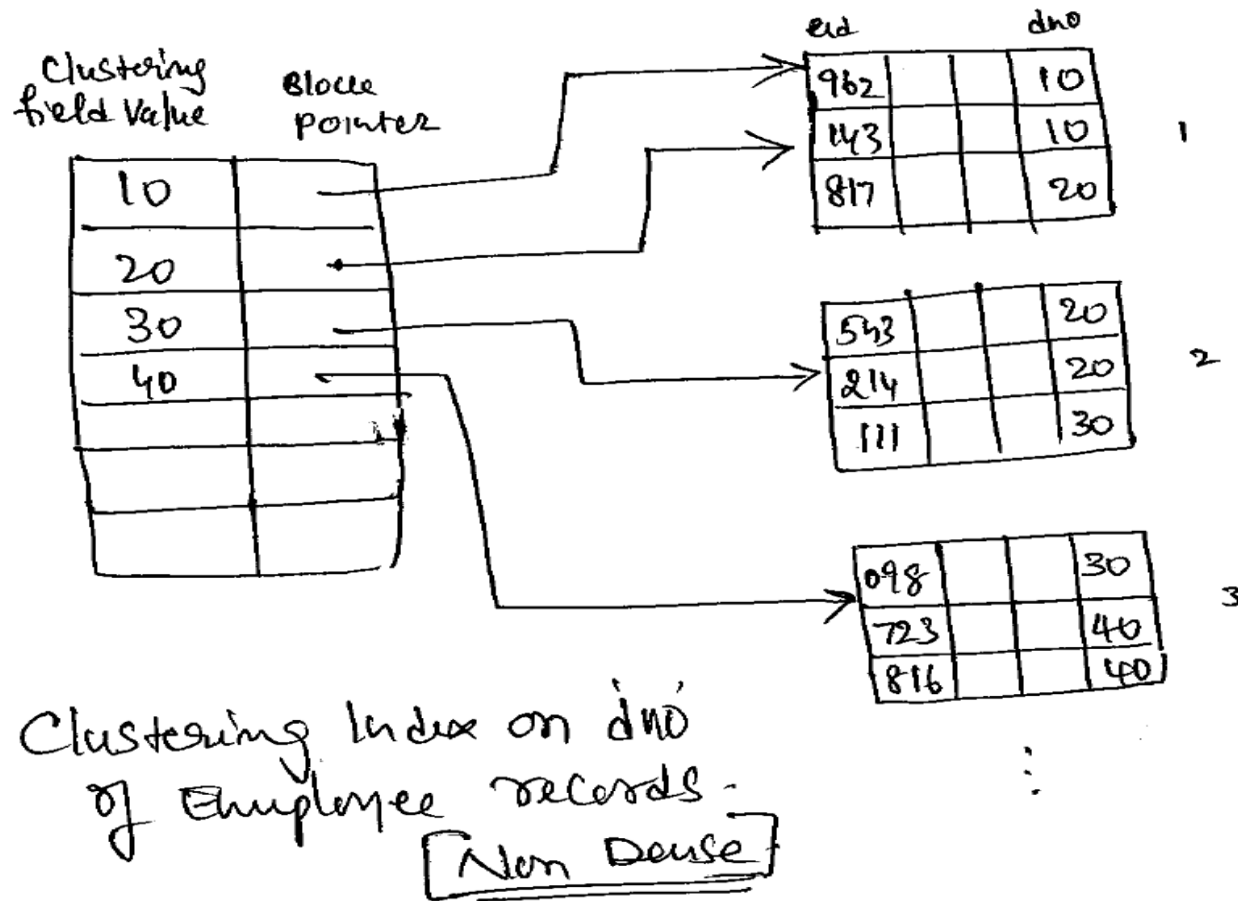 Clustering
field Value
Block
pointer
10
20
30
40
eid dno
962 10
143 10
817 20
1
543 20
214 20
111 30
2
098 30
723 40
816 40
3
Clustering Index on 'dno'
of Employee records.
[Non Dense]